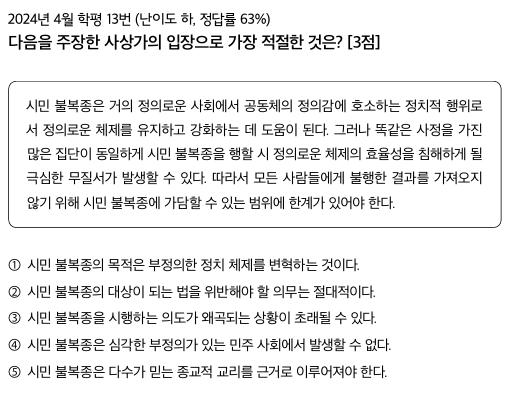 2024년 4월 학평 13번 (난이도 하, 정답률 63%)
다음을 주장한 사상가의 입장으로 가장 적절한 것은? [3점]
시민 불복종은 거의 정의로운 사회에서 공동체의 정의감에 호소하는 정치적 행위로
서 정의로운 체제를 유지하고 강화하는 데 도움이 된다. 그러나 똑같은 사정을 가진
많은 집단이 동일하게 시민 불복종을 행할 시 정의로운 체제의 효율성을 침해하게 될
극심한 무질서가 발생할 수 있다. 따라서 모든 사람들에게 불행한 결과를 가져오지
않기 위해 시민 불복종에 가담할 수 있는 범위에 한계가 있어야 한다.
① 시민 불복종의 목적은 부정의한 정치 체제를 변혁하는 것이다.
② 시민 불복종의 대상이 되는 법을 위반해야 할 의무는 절대적이다.
③ 시민 불복종을 시행하는 의도가 왜곡되는 상황이 초래될 수 있다.
④ 시민 불복종은 심각한 부정의가 있는 민주 사회에서 발생할 수 없다.
⑤ 시민 불복종은 다수가 믿는 종교적 교리를 근거로 이루어져야 한다.